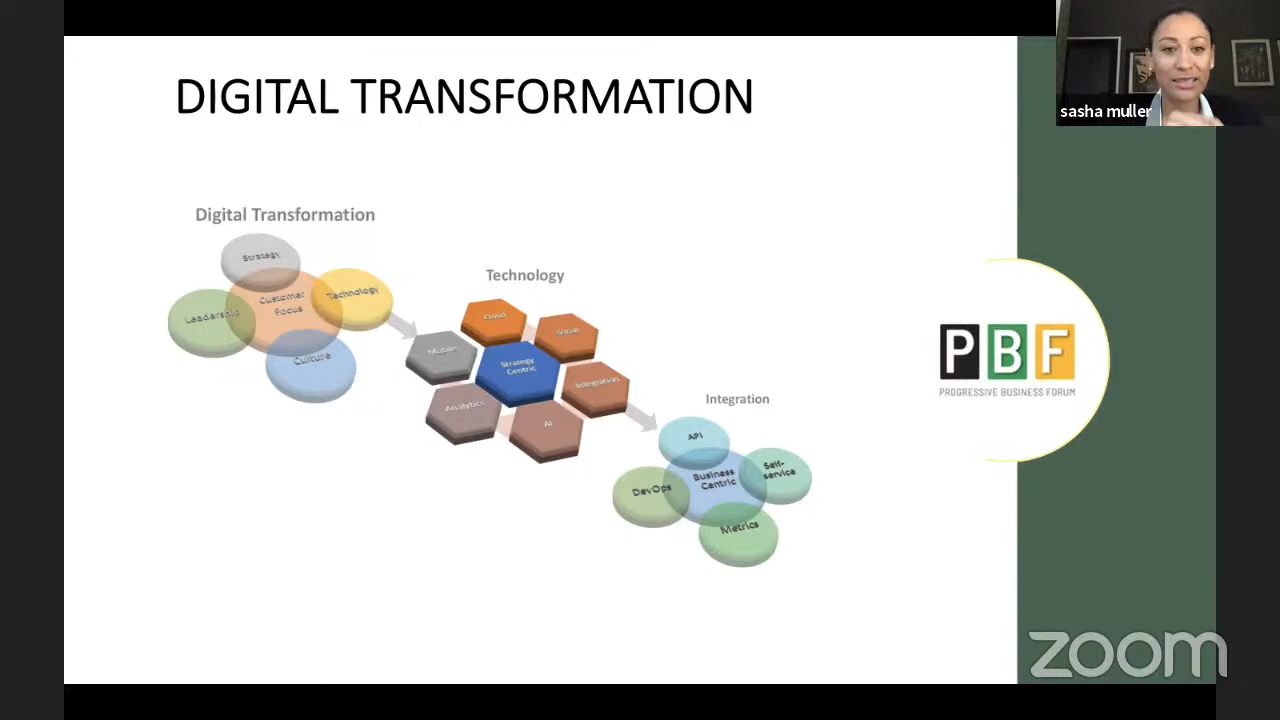 DIGITAL TRANSFORMATION
sasha muller
Digital Transformation
Strategy
Customer
Focus
Technology
Leadership
Culture
Technology
Cloud
Social
Mobile
Strategy
Centric
Integration
Analytics
AI
Integration
API
Business
Centric
Self-
service
DevOps
Metrics
PBF
PROGRESSIVE BUSINESS FORUM
zoom